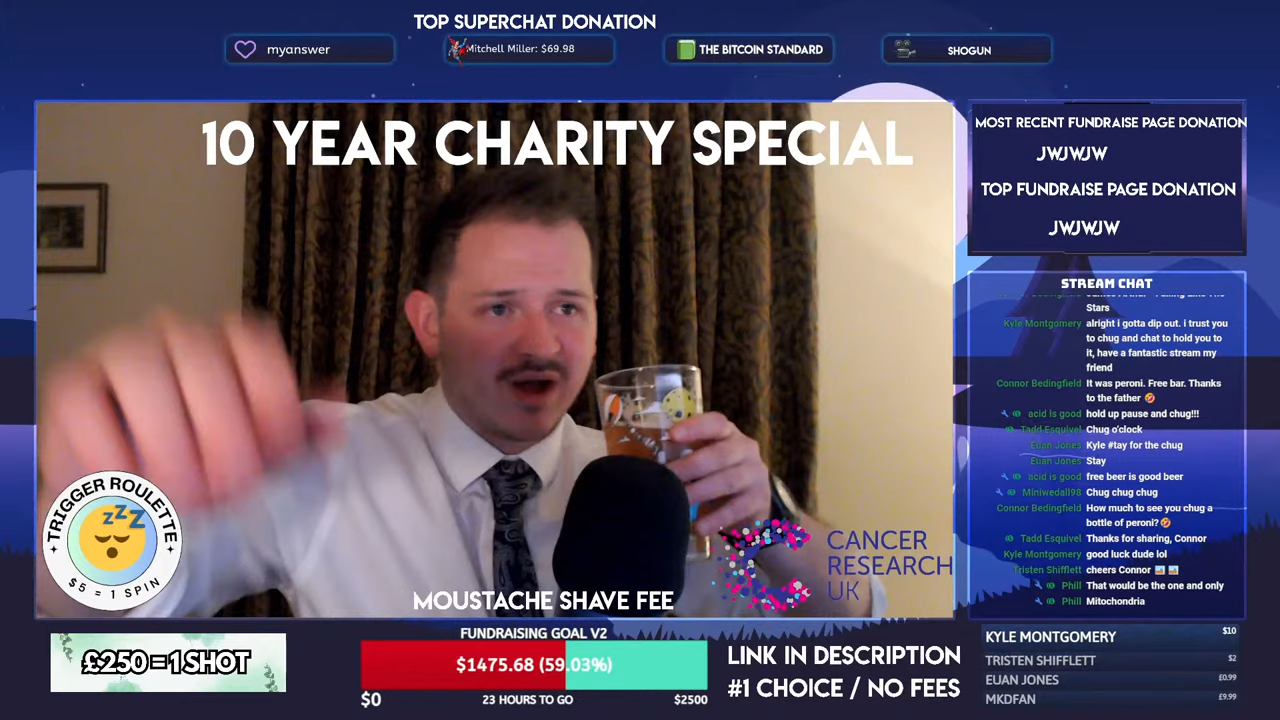 TOP SUPERCHAT DONATION
myanswer
Mitchell Miller: $69.98
THE BITCOIN STANDARD
SHOGUN
10 YEAR CHARITY SPECIAL
MOST RECENT FUNDRAISE PAGE DONATION
JWJWJW
TOP FUNDRAISE PAGE DONATION
JWJWJW
STREAM CHAT
Stars
Kyle Montgomery alright i gotta dip out. i trust you
to chug and chat to hold you to
it, have a fantastic stream my
friend
Connor Bedingfield It was peroni. Free bar. Thanks
to the father 🤣
acid is good hold up pause and chug!!!
Tadd Esquivel Chug o'clock
Euan Jones Kyle #tay for the chug
Euan Jones Stay
acid is good free beer is good beer
Miniwedall98 Chug chug chug
Connor Bedingfield How much to see you chug a
bottle of peroni?🤣
Tadd Esquivel Thanks for sharing, Connor
Kyle Montgomery good luck dude lol
Tristen Shifflett cheers Connor
Phill That would be the one and only
Phill Mitochondria
TRIGGER ROULETTE
zzZ
$5 = 1 SPIN
CANCER
RESEARCH
UK
MOUSTACHE SHAVE FEE
£250 = 1 SHOT
FUNDRAISING GOAL V2
$1475.68 (59.03%)
$0
23 HOURS TO GO
$2500
LINK IN DESCRIPTION
#1 CHOICE / NO FEES
KYLE MONTGOMERY $10
TRISTEN SHIFFLETT $2
EUAN JONES £0.99
MKDFAN £9.99